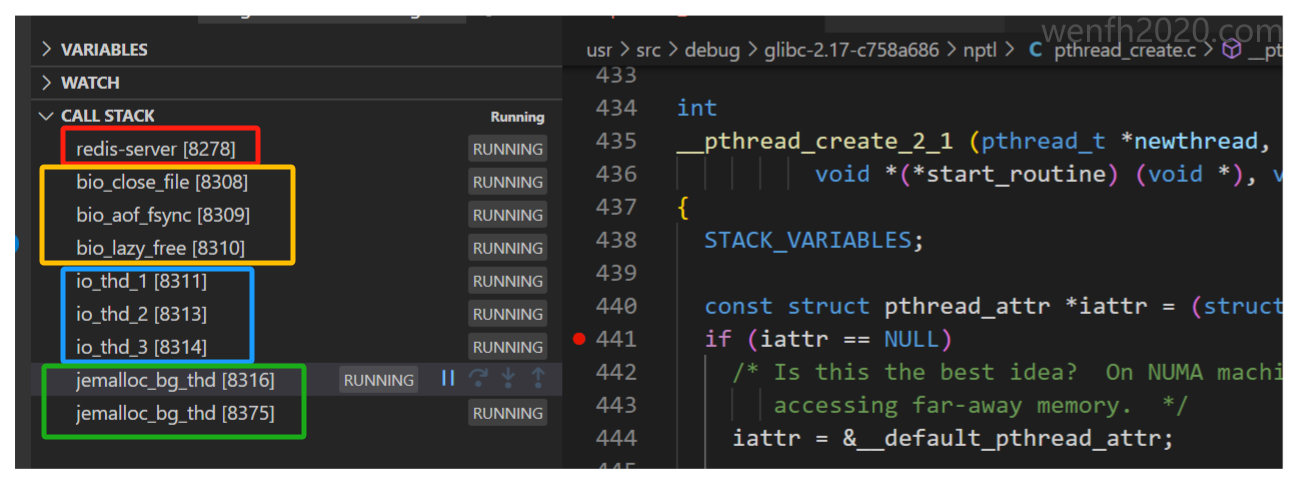 wenfh2020.com
VARIABLES
WATCH
CALL STACK Running
redis-server [8278] RUNNING
bio_close_file [8308] RUNNING
bio_aof_fsync [8309] RUNNING
bio_lazy_free [8310] RUNNING
io_thd_1 [8311] RUNNING
io_thd_2 [8313] RUNNING
io_thd_3 [8314] RUNNING
jemalloc_bg_thd [8316] RUNNING
jemalloc_bg_thd [8375] RUNNING
usr > src > debug > glibc-2.17-c758a686 > nptl > C pthread_create.c > __pt
433
434 int
435 __pthread_create_2_1 (pthread_t *newthread,
436 void *(*start_routine) (void *), v
437 {
438 STACK_VARIABLES;
439
440 const struct pthread_attr *iattr = (struct
441 if (iattr == NULL)
442 /* Is this the best idea? On NUMA machi
443 accessing far-away memory. */
444 iattr = &__default_pthread_attr;